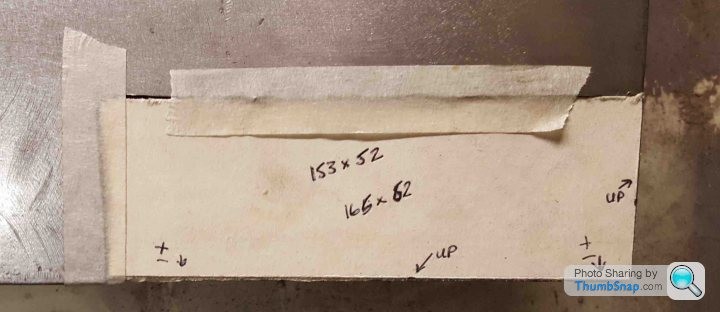 153 x 52
165 x 62
UP
UP
+
-
+
-
Photo Sharing by
ThumbSnap.com